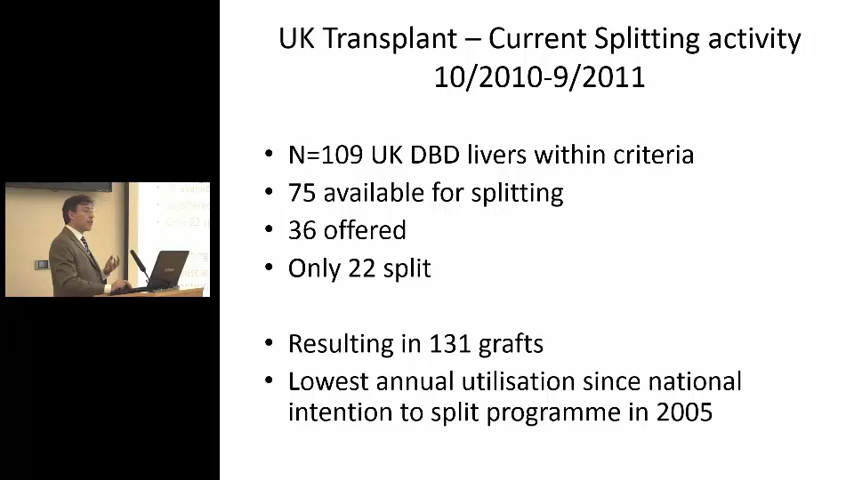 UK Transplant – Current Splitting activity
10/2010-9/2011
• N=109 UK DBD livers within criteria
• 75 available for splitting
• 36 offered
• Only 22 split
• Resulting in 131 grafts
• Lowest annual utilisation since national
intention to split programme in 2005